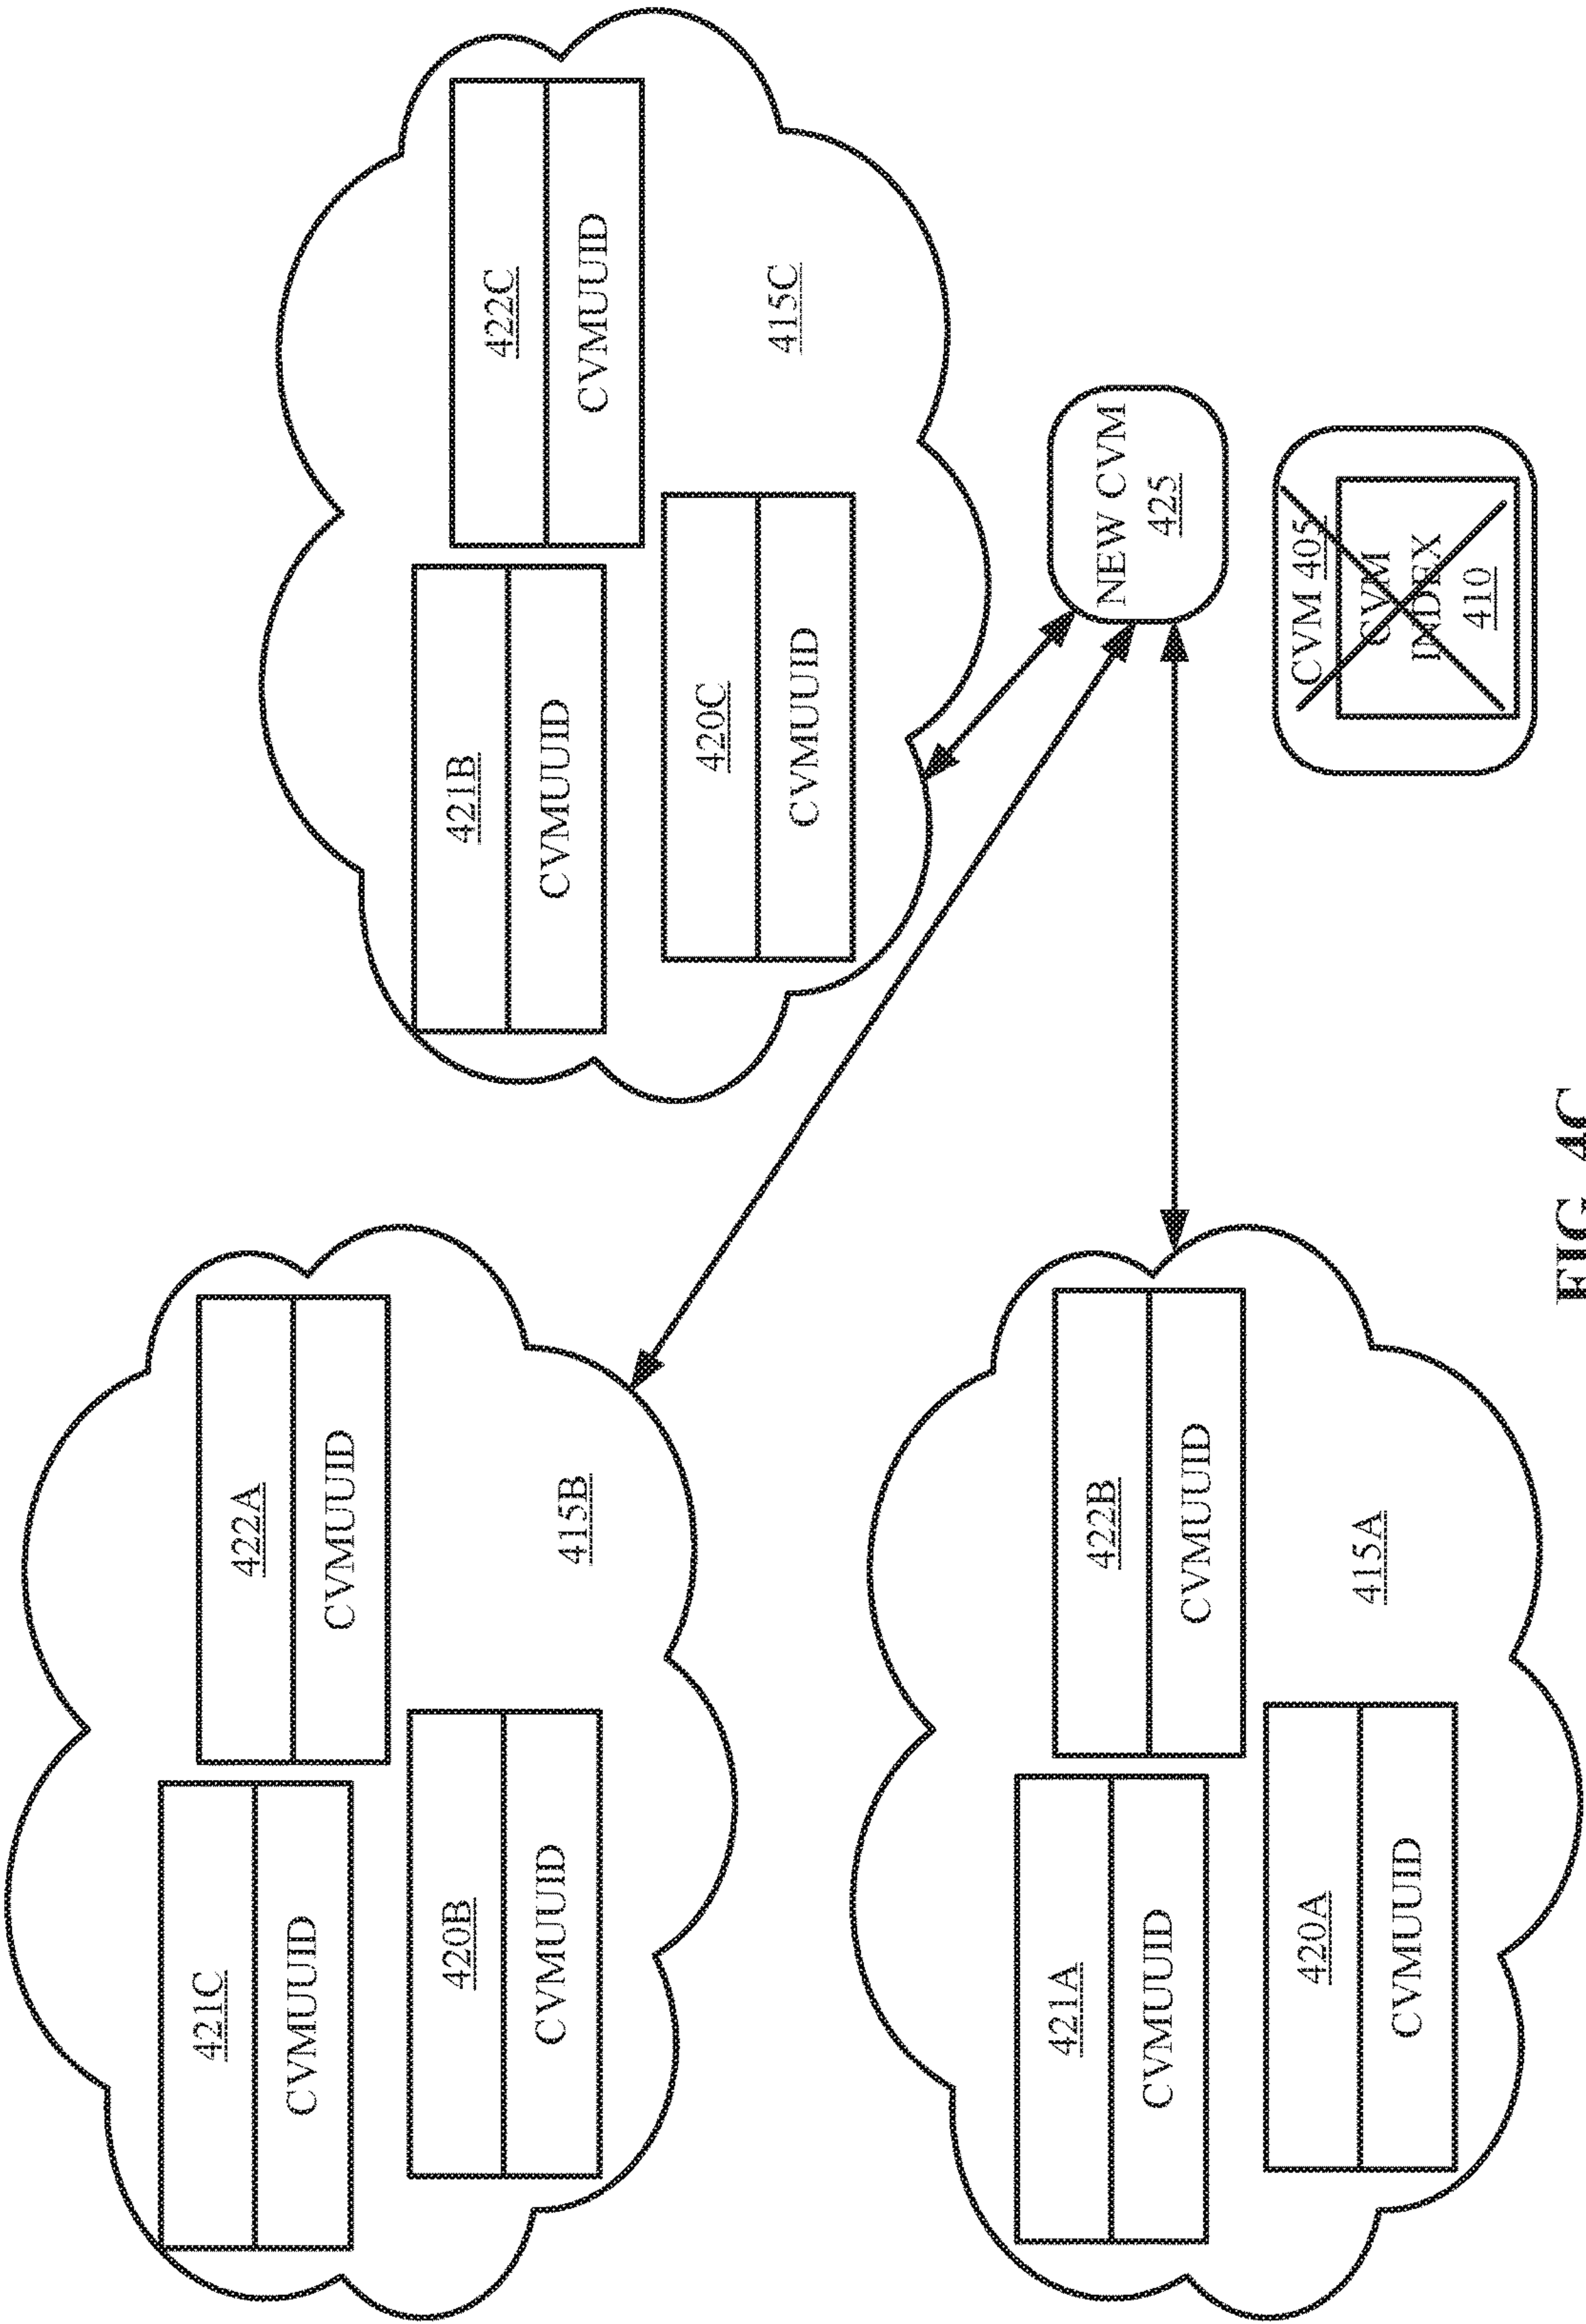 421C
CVMUUID
422A
CVMUUID
420B
CVMUUID
415B
421B
CVMUUID
422C
CVMUUID
420C
CVMUUID
415C
421A
CVMUUID
422B
CVMUUID
420A
CVMUUID
415A
NEW CVM
425
CVM 405
CVM
INDEX
410
FIG. 4C